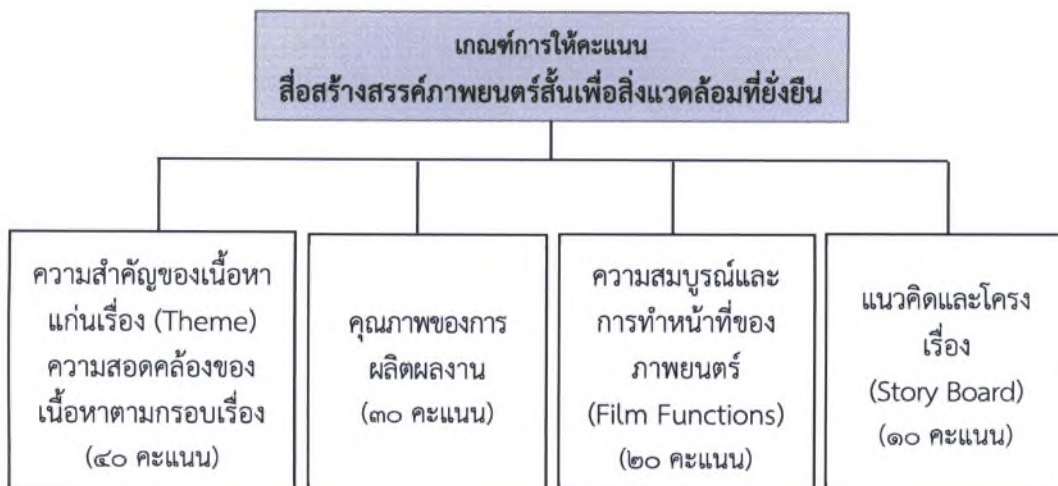 เกณฑ์การให้คะแนน
สื่อสร้างสรรค์ภาพยนตร์สั้นเพื่อสิ่งแวดล้อมที่ยั่งยืน
ความสำคัญของเนื้อหา
แก่นเรื่อง (Theme)
ความสอดคล้องของ
เนื้อหาตามกรอบเรื่อง
(๔๐ คะแนน)
คุณภาพของการ
ผลิตผลงาน
(๓๐ คะแนน)
ความสมบูรณ์และ
การทำหน้าที่ของ
ภาพยนตร์
(Film Functions)
(๒๐ คะแนน)
แนวคิดและโครง
เรื่อง
(Story Board)
(๑๐ คะแนน)